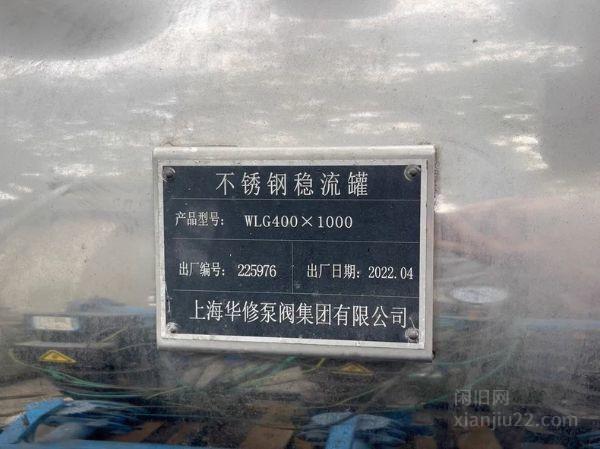 不锈钢稳流罐
产品型号: WLG400×1000
出厂编号: 225976 出厂日期: 2022.04
上海华修泵阀集团有限公司
闲旧网
xianjiu22.com